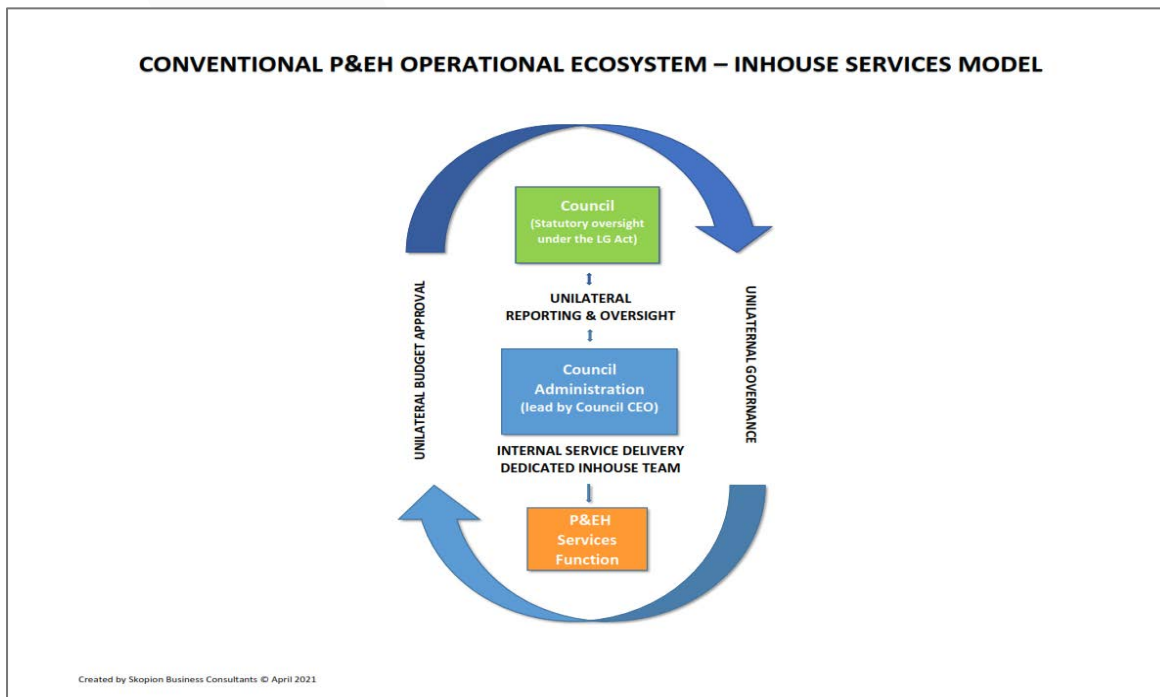 CONVENTIONAL P&EH OPERATIONAL ECOSYSTEM – INHOUSE SERVICES MODEL
Council
(Statutory oversight
under the LG Act)
UNILATERAL
REPORTING & OVERSIGHT
UNILATERAL BUDGET APPROVAL
UNILATERNAL GOVERNANCE
Council
Administration
(lead by Council CEO)
INTERNAL SERVICE DELIVERY
DEDICATED INHOUSE TEAM
P&EH
Services
Function
Created by Skopion Business Consultants © April 2021